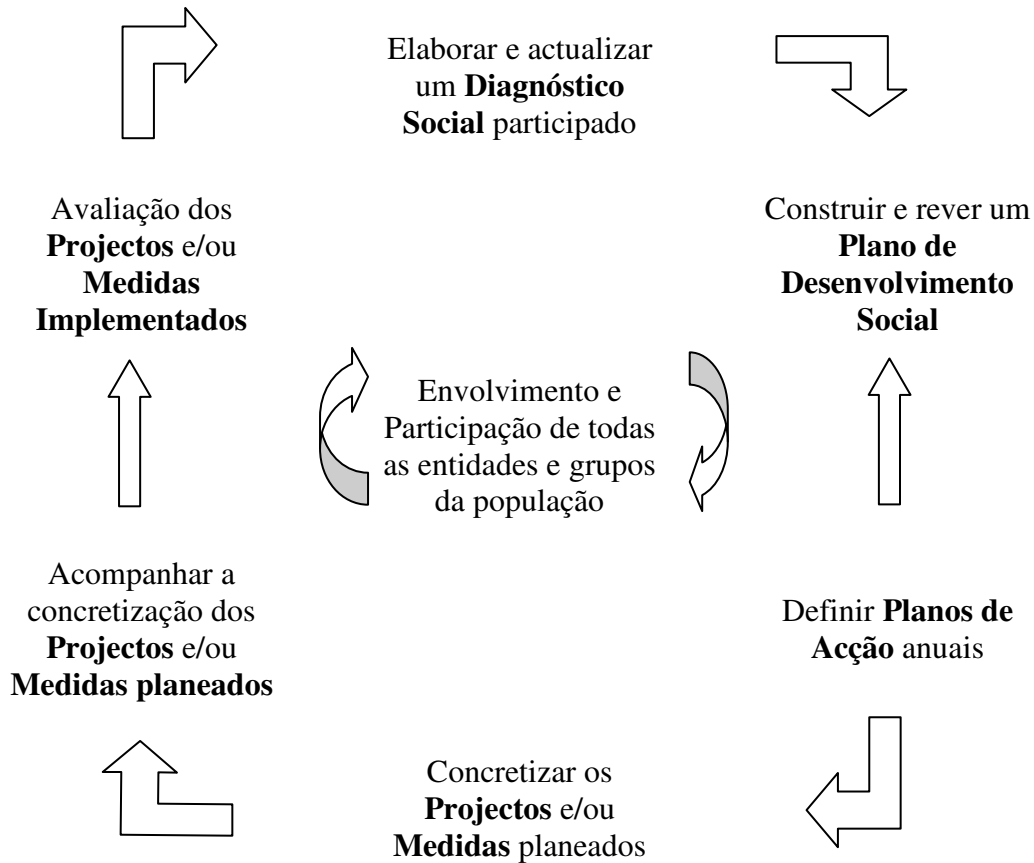 Elaborar e actualizar
um Diagnóstico
Social participado
Avaliação dos
Projectos e/ou
Medidas
Implementados
Construir e rever um
Plano de
Desenvolvimento
Social
Envolvimento e
Participação de todas
as entidades e grupos
da população
Acompanhar a
concretização dos
Projectos e/ou
Medidas planeados
Definir Planos de
Acção anuais
Concretizar os
Projectos e/ou
Medidas planeados